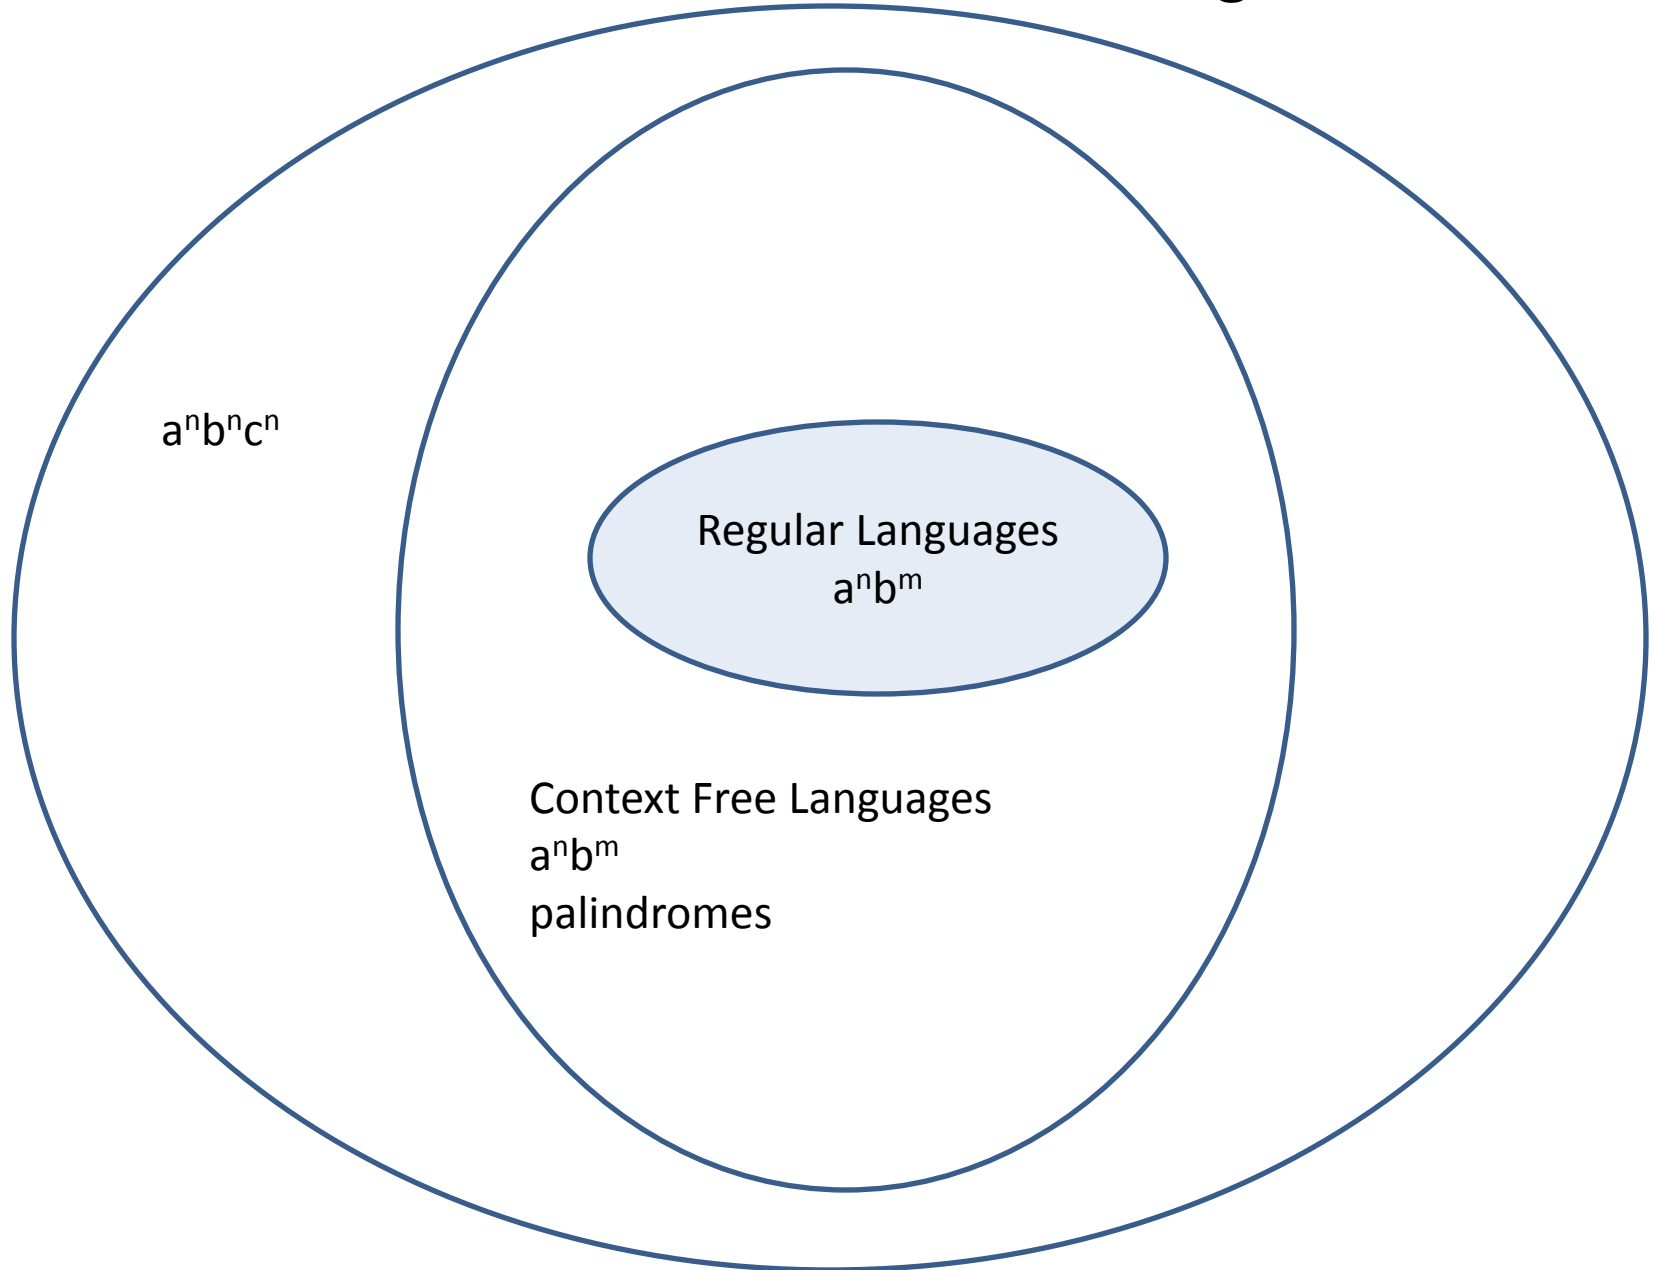 aⁿbⁿcⁿ
Regular Languages
aⁿbᵐ
Context Free Languages
aⁿbᵐ
palindromes